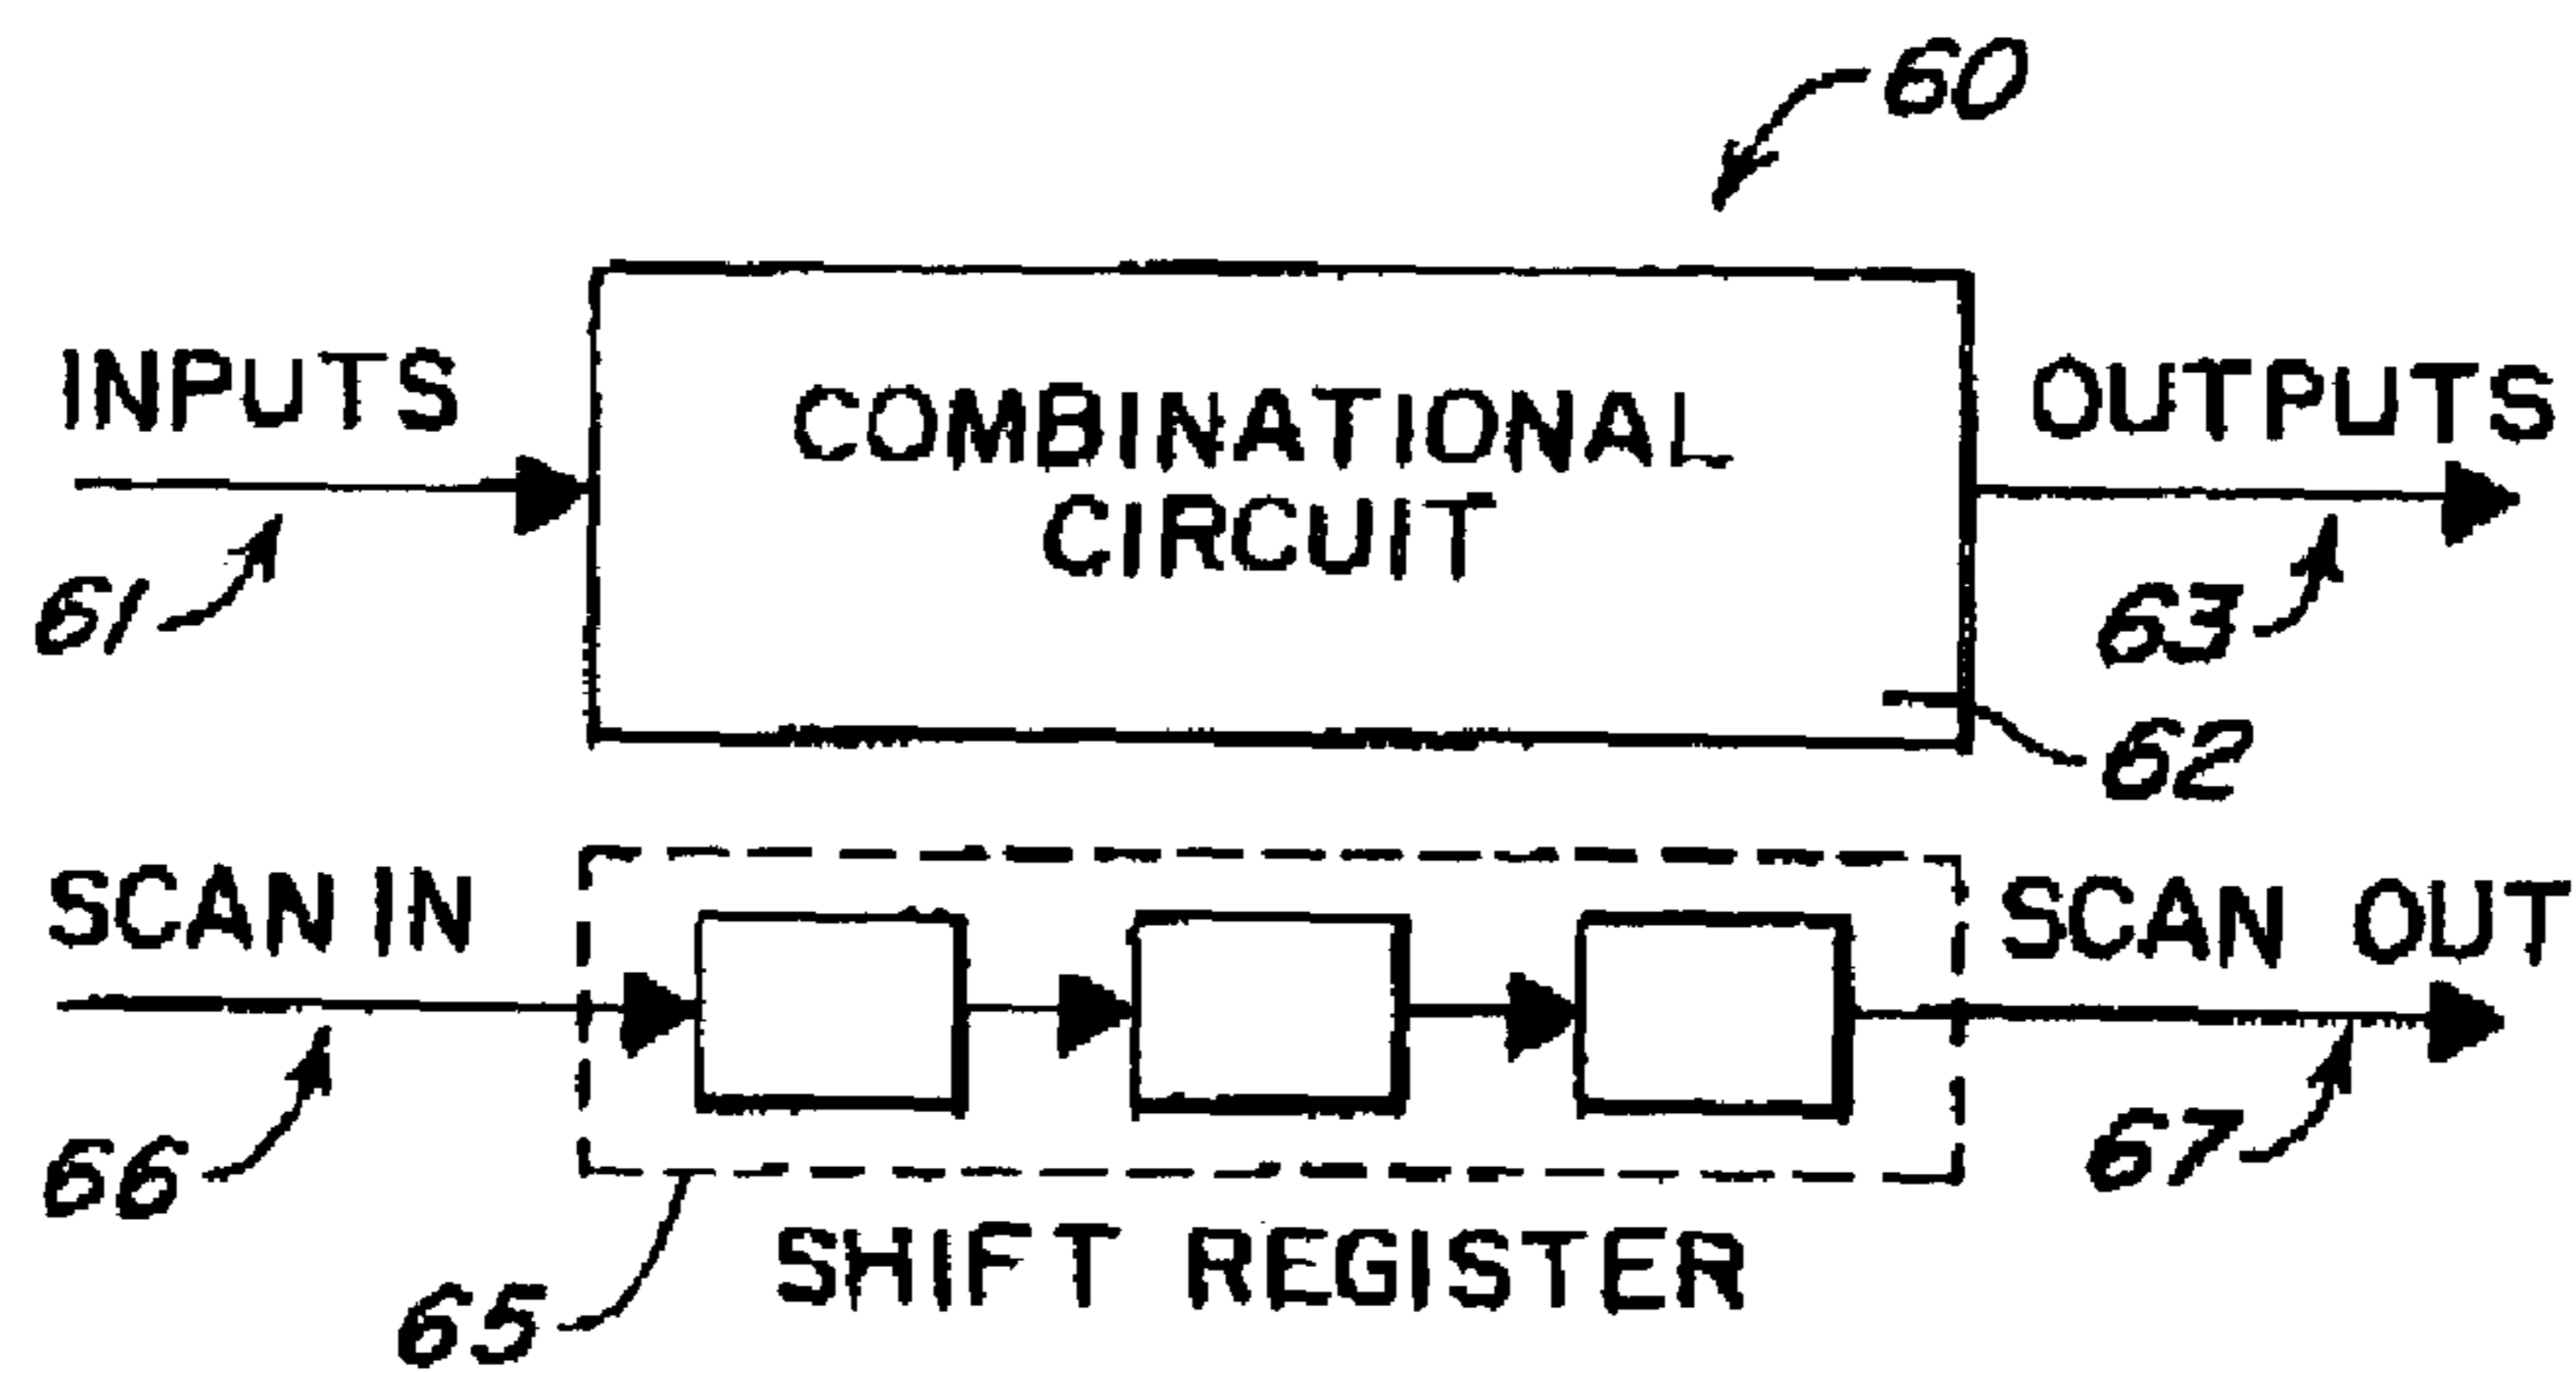 60
INPUTS
COMBINATIONAL
CIRCUIT
OUTPUTS
61
63
62
SCAN IN
SCAN OUT
66
67
65
SHIFT REGISTER